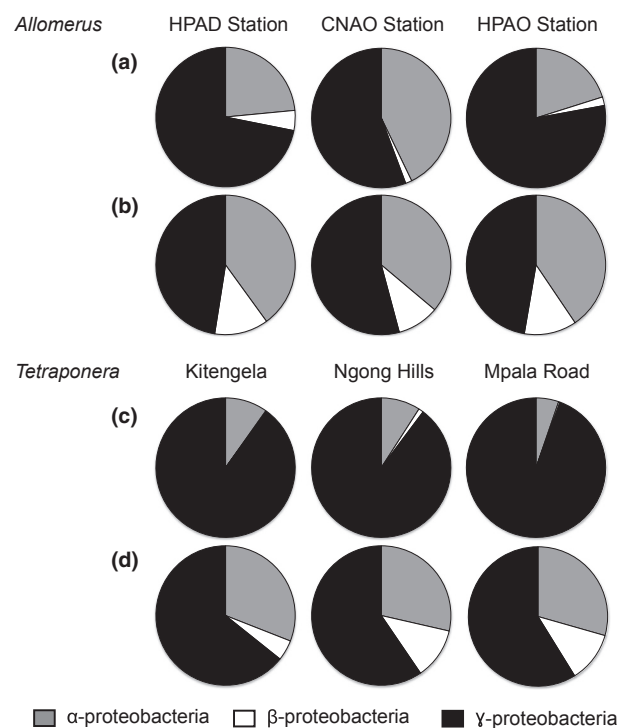 Allomerus HPAD Station CNAO Station HPAO Station
(a)
(b)
Tetraponera Kitengela Ngong Hills Mpala Road
(c)
(d)
α-proteobacteria β-proteobacteria ɣ-proteobacteria